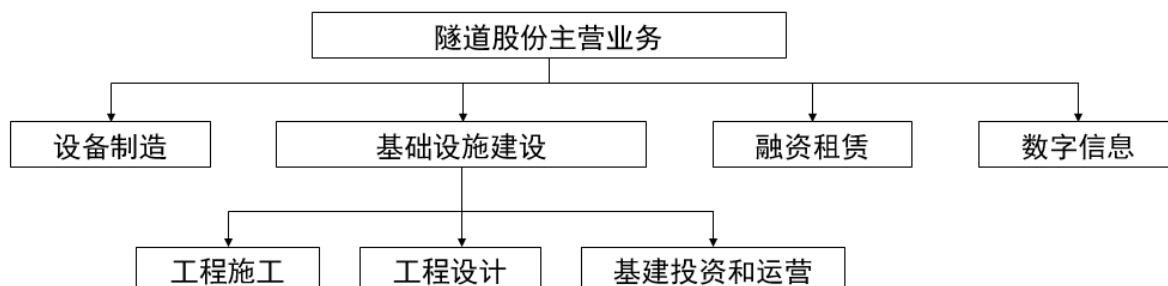 隧道股份主营业务
设备制造
基础设施建设
融资租赁
数字信息
工程施工
工程设计
基建投资和运营